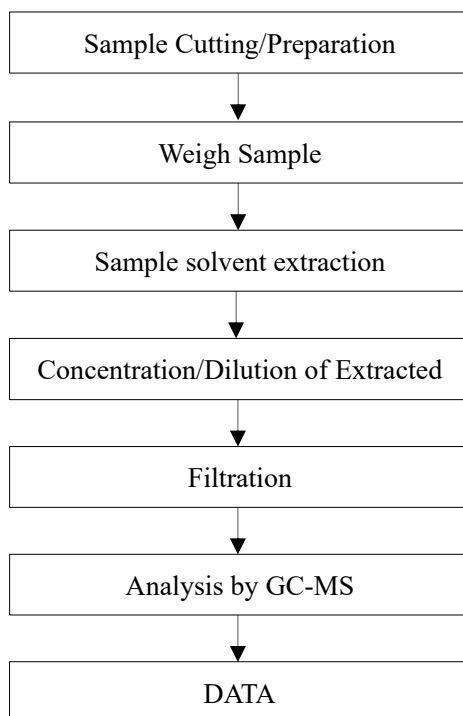 Sample Cutting/Preparation
Weigh Sample
Sample solvent extraction
Concentration/Dilution of Extracted
Filtration
Analysis by GC-MS
DATA